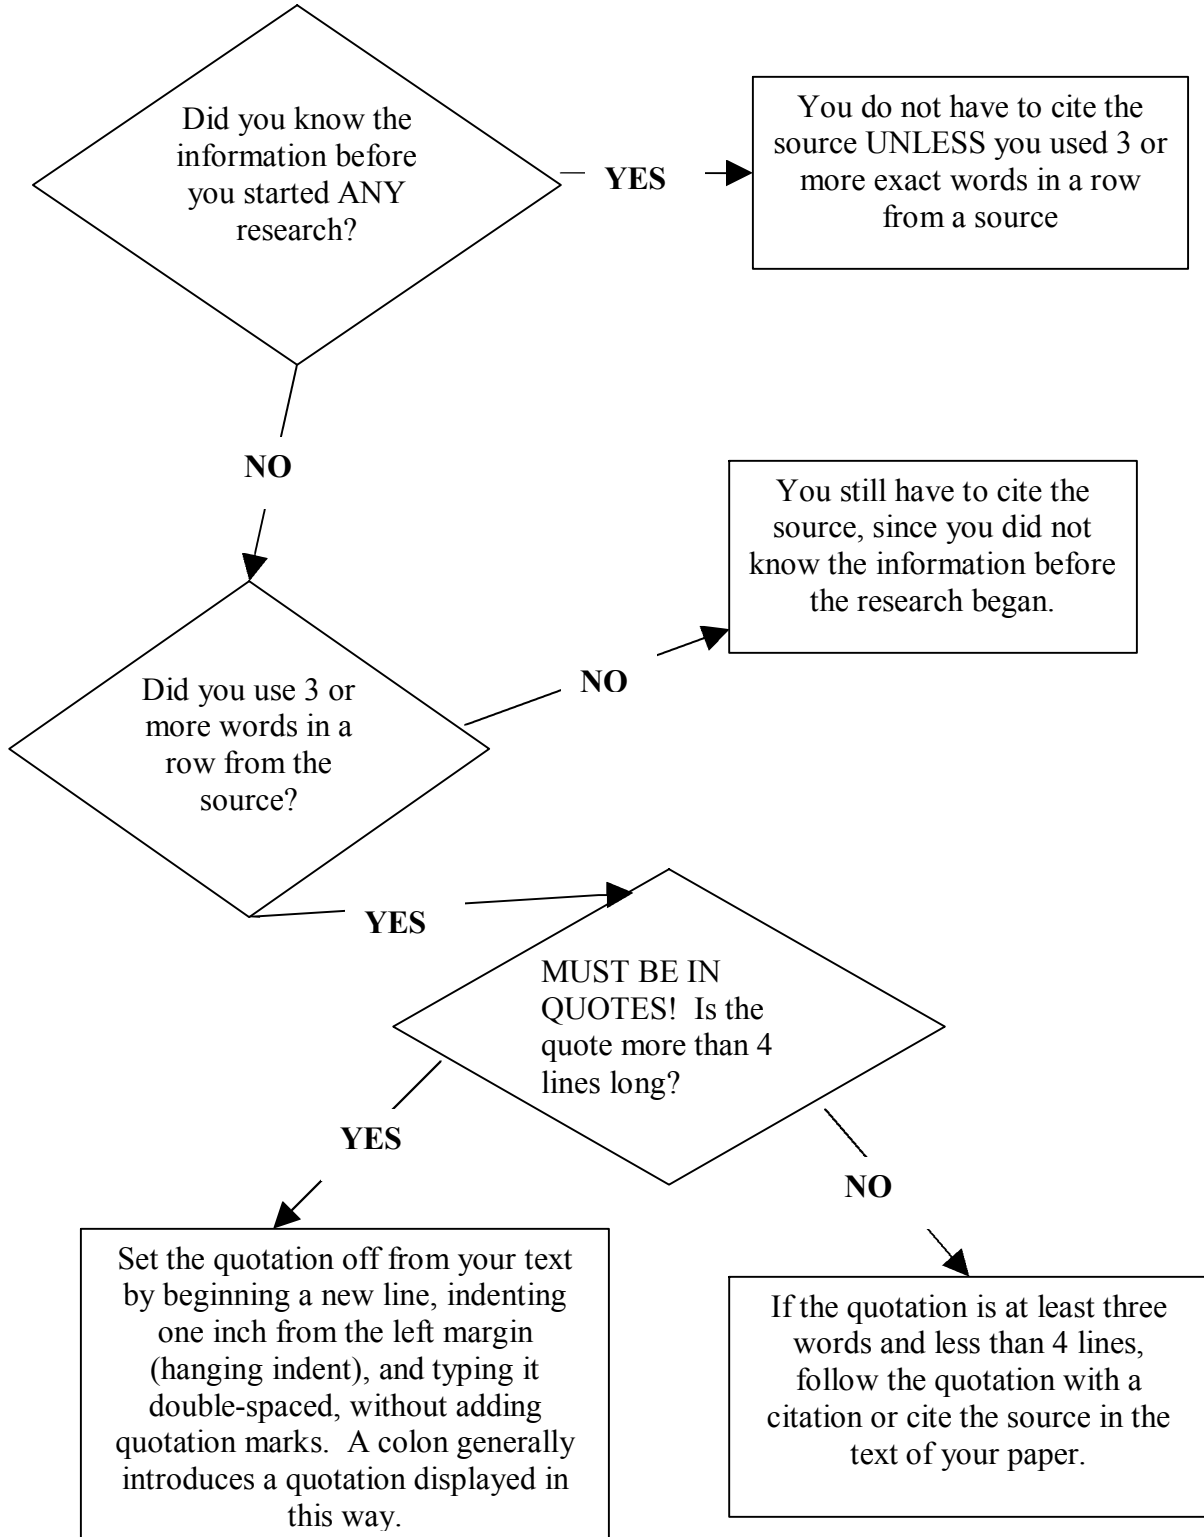 Did you know the
information before
you started ANY
research?
YES
You do not have to cite the
source UNLESS you used 3 or
more exact words in a row
from a source
NO
You still have to cite the
source, since you did not
know the information before
the research began.
Did you use 3 or
more words in a
row from the
source?
NO
YES
MUST BE IN
QUOTES!  Is the
quote more than 4
lines long?
YES
NO
Set the quotation off from your text
by beginning a new line, indenting
one inch from the left margin
(hanging indent), and typing it
double-spaced, without adding
quotation marks.  A colon generally
introduces a quotation displayed in
this way.
If the quotation is at least three
words and less than 4 lines,
follow the quotation with a
citation or cite the source in the
text of your paper.